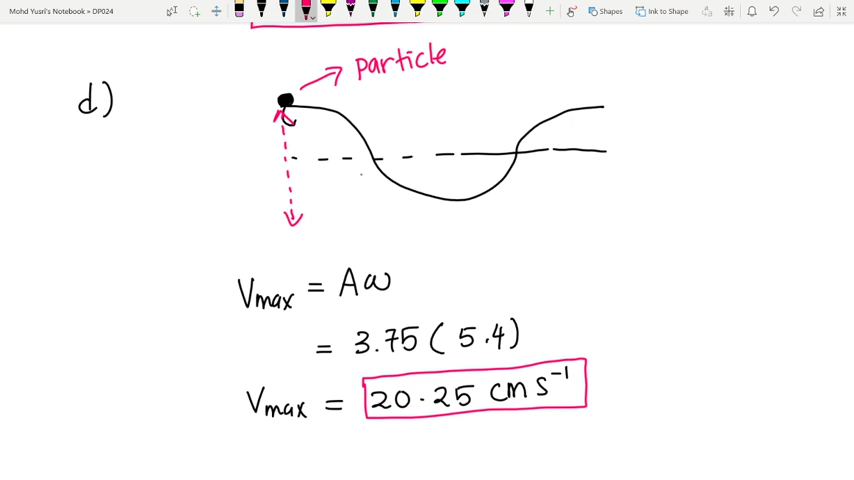 Mohd Yusri's Notebook » DP024
Shapes
Ink to Shape
d)
particle
Vmax = Aω
= 3.75 ( 5.4)
Vmax = 20.25 cm s⁻¹